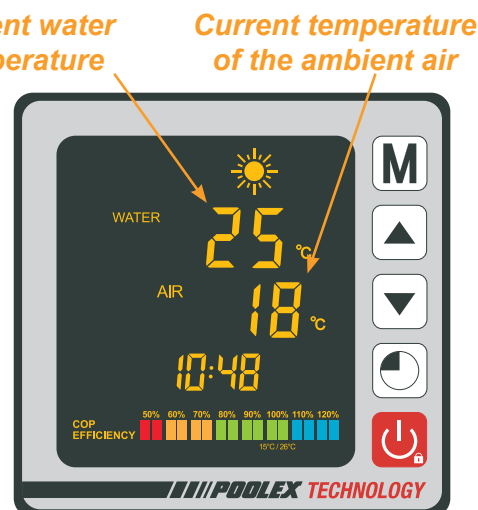 ent water
perature
Current temperature
of the ambient air
M
WATER
25 °C
AIR
18 °C
10:48
50% 60% 70% 80% 90% 100% 110% 120%
COP
EFFICIENCY
15°C / 26°C
POOLEX TECHNOLOGY